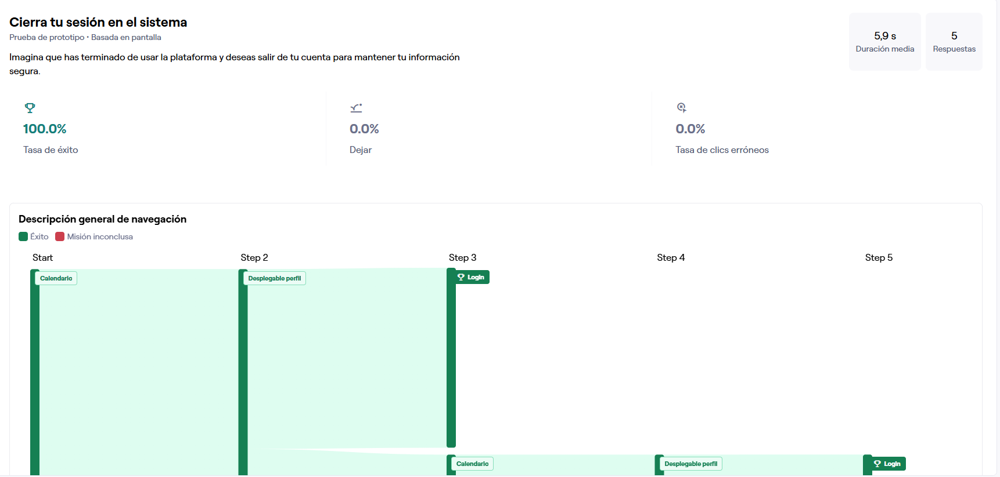 Cierra tu sesión en el sistema
Prueba de prototipo • Basada en pantalla
Imagina que has terminado de usar la plataforma y deseas salir de tu cuenta para mantener tu información
segura.
5,9 s
Duración media
5
Respuestas
100.0%
Tasa de éxito
0.0%
Dejar
0.0%
Tasa de clics erróneos
Descripción general de navegación
Éxito
Misión inconclusa
Start
Step 2
Step 3
Step 4
Step 5
Calendario
Desplegable perfil
Login
Calendario
Desplegable perfil
Login